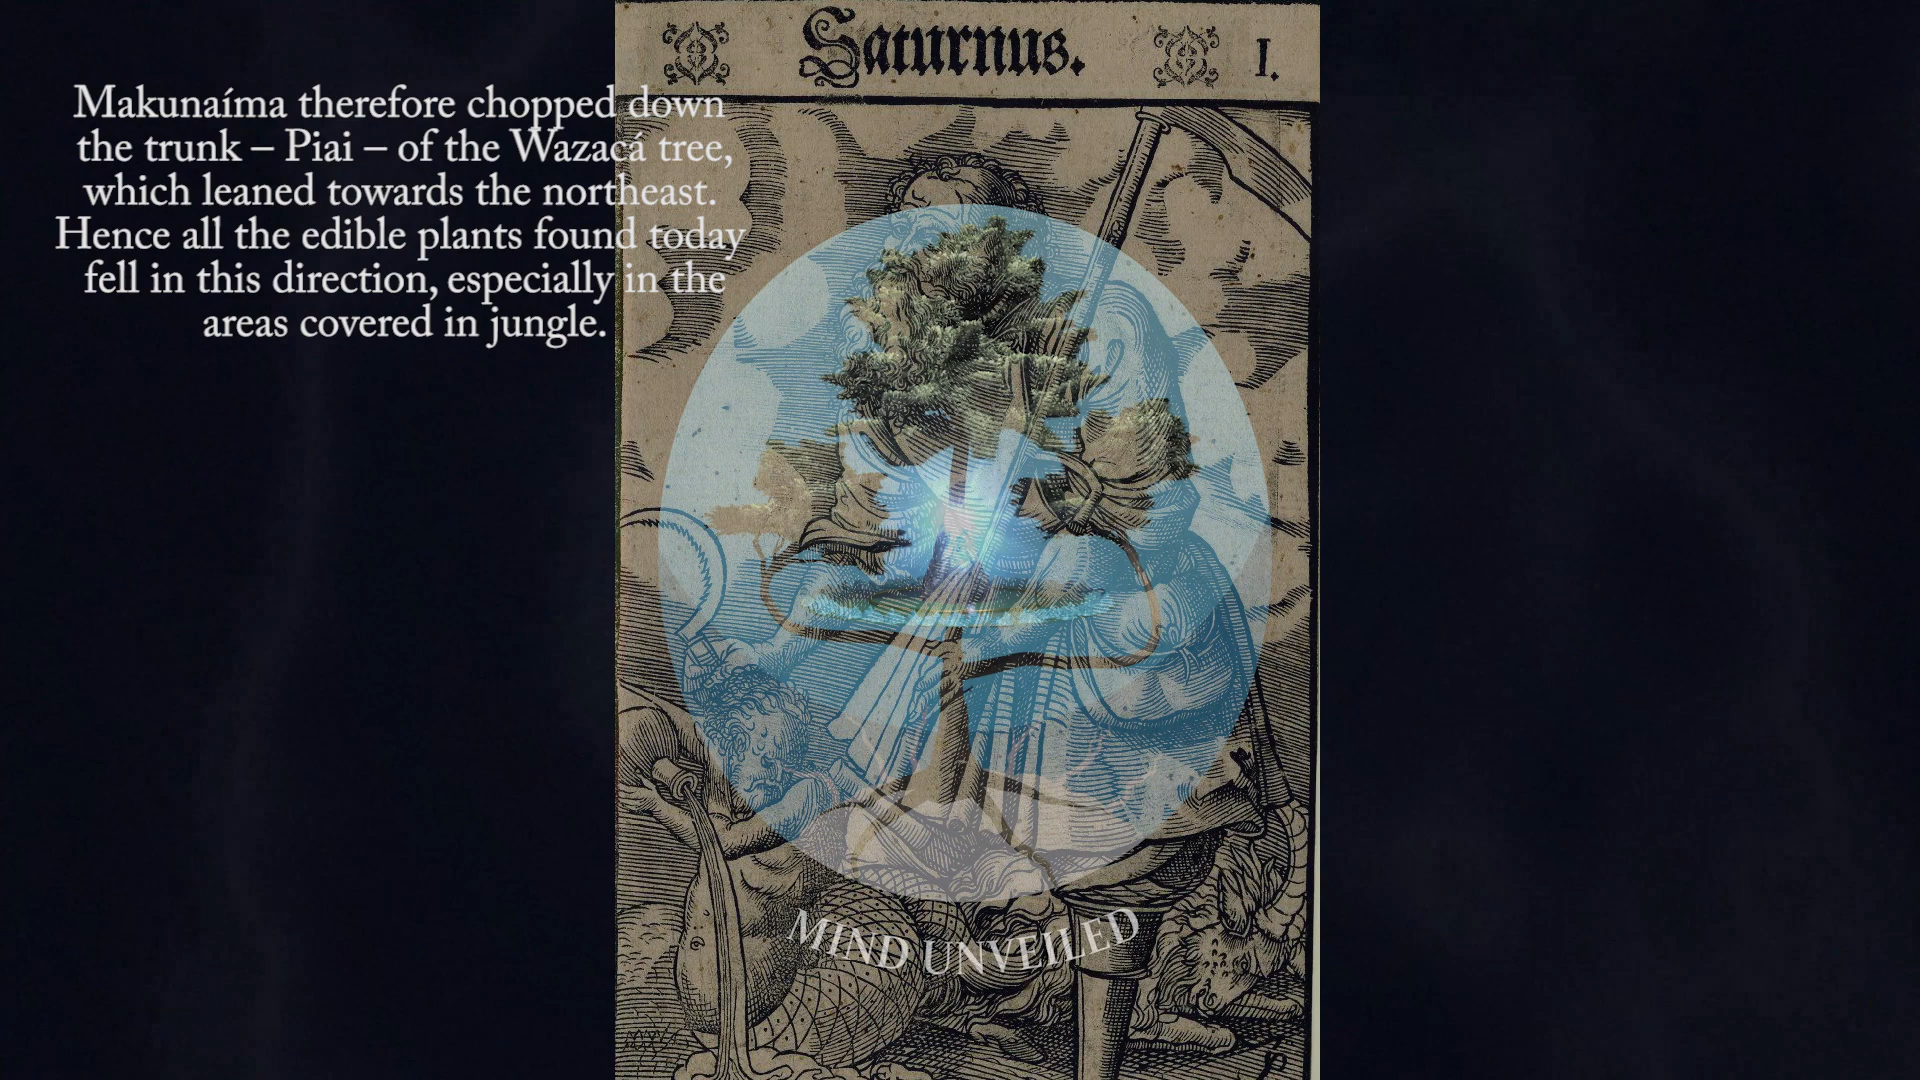 Saturnus. I.
Makunaíma therefore chopped down
the trunk – Piai – of the Wazacá tree,
which leaned towards the northeast.
Hence all the edible plants found today
fell in this direction, especially in the
areas covered in jungle.
MIND UNVEILED